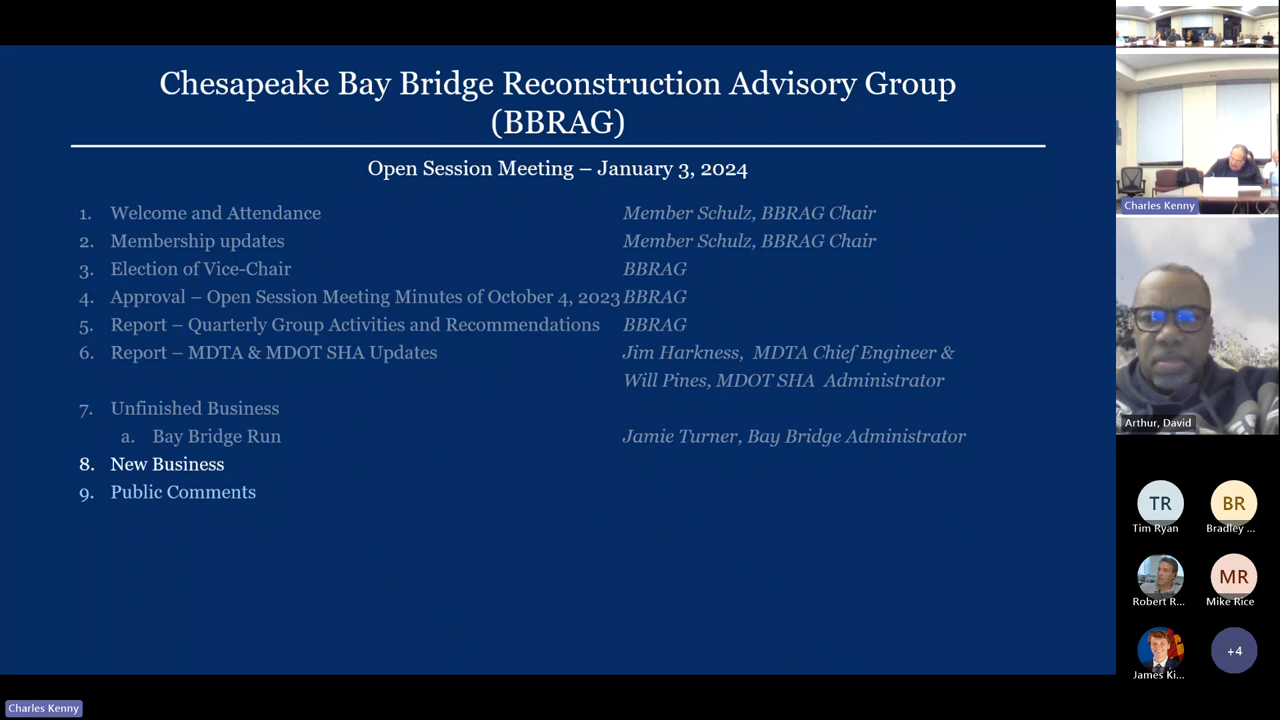 Chesapeake Bay Bridge Reconstruction Advisory Group
(BBRAG)
Open Session Meeting – January 3, 2024
1. Welcome and Attendance Member Schulz, BBRAG Chair
2. Membership updates Member Schulz, BBRAG Chair
3. Election of Vice-Chair BBRAG
4. Approval – Open Session Meeting Minutes of October 4, 2023 BBRAG
5. Report – Quarterly Group Activities and Recommendations BBRAG
6. Report – MDTA & MDOT SHA Updates Jim Harkness, MDTA Chief Engineer &
Will Pines, MDOT SHA Administrator
7. Unfinished Business
a. Bay Bridge Run Jamie Turner, Bay Bridge Administrator
8. New Business
9. Public Comments
Charles Kenny
Arthur, David
TR BR
Tim Ryan Bradley ...
MR
Robert R... Mike Rice
+4
James Ki...
Charles Kenny